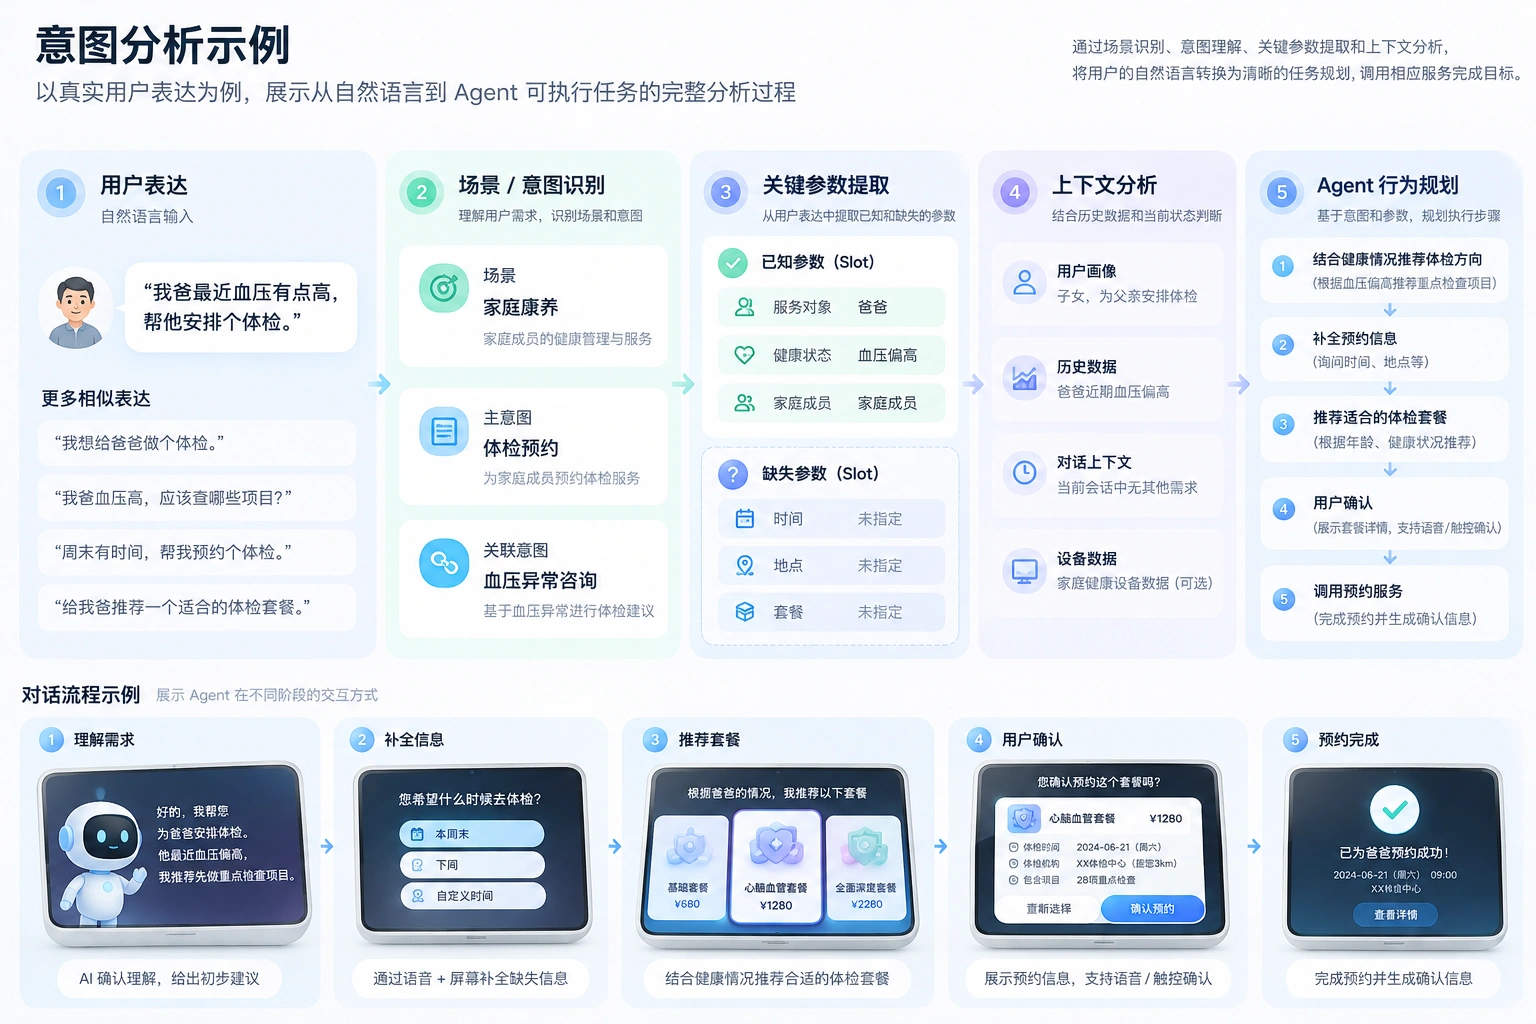 意图分析示例
以真实用户表达为例，展示从自然语言到 Agent 可执行任务的完整分析过程
通过场景识别、意图理解、关键参数提取和上下文分析，
将用户的自然语言转换为清晰的任务规划, 调用相应服务完成目标。
1 用户表达
自然语言输入
“我爸最近血压有点高，
帮他安排个体检。”
更多相似表达
“我想给爸爸做个体检。”
“我爸血压高，应该查哪些项目？”
“周末有时间，帮我预约个体检。”
“给我爸推荐一个适合的体检套餐。”
2 场景 / 意图识别
理解用户需求，识别场景和意图
场景
家庭康养
家庭成员的健康管理与服务
主意图
体检预约
为家庭成员预约体检服务
关联意图
血压异常咨询
基于血压异常进行体检建议
3 关键参数提取
从用户表达中提取已知和缺失的参数
已知参数（Slot）
服务对象 爸爸
健康状态 血压偏高
家庭成员 家庭成员
? 缺失参数（Slot）
时间 未指定
地点 未指定
套餐 未指定
4 上下文分析
结合历史数据和当前状态判断
用户画像
子女，为父亲安排体检
历史数据
爸爸近期血压偏高
对话上下文
当前会话中无其他需求
设备数据
家庭健康设备数据 (可选)
5 Agent 行为规划
基于意图和参数，规划执行步骤
1 结合健康情况推荐体检方向
(根据血压偏高推荐重点检查项目)
2 补全预约信息
(询问时间、地点等)
3 推荐适合的体检套餐
(根据年龄、健康状况推荐)
4 用户确认
(展示套餐详情, 支持语音/触控确认)
5 调用预约服务
(完成预约并生成确认信息)
对话流程示例 展示 Agent 在不同阶段的交互方式
1 理解需求
好的，我帮您
为爸爸安排体检。
他最近血压偏高，
我推荐先做重点检查项目。
AI 确认理解，给出初步建议
2 补全信息
您希望什么时候去体检？
本周末
下周
自定义时间
通过语音 + 屏幕补全缺失信息
3 推荐套餐
根据爸爸的情况，我推荐以下套餐
基础套餐
¥680
心脑血管套餐
¥1280
全面深度套餐
¥2280
结合健康情况推荐合适的体检套餐
4 用户确认
您确认预约这个套餐吗？
心脑血管套餐 ¥1280
体检时间 2024-06-21（周六）
体检机构 XX体检中心（距您3km）
包含项目 28项重点检查
重新选择 确认预约
展示预约信息，支持语音 / 触控确认
5 预约完成
已为爸爸预约成功！
2024-06-21（周六） 09:00
XX体检中心
查看详情
完成预约并生成确认信息